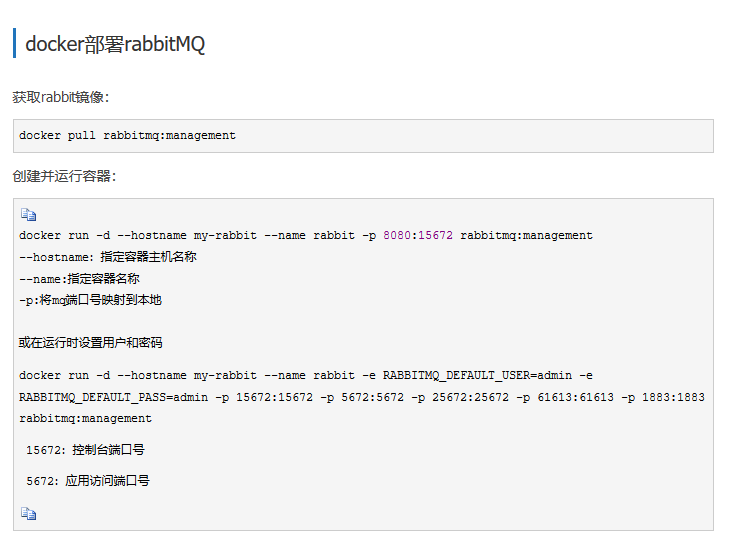 docker部署rabbitMQ
获取rabbit镜像：
docker pull rabbitmq:management
创建并运行容器：
docker run -d --hostname my-rabbit --name rabbit -p 8080:15672 rabbitmq:management
--hostname：指定容器主机名称
--name:指定容器名称
-p:将mq端口号映射到本地
或在运行时设置用户和密码
docker run -d --hostname my-rabbit --name rabbit -e RABBITMQ_DEFAULT_USER=admin -e
RABBITMQ_DEFAULT_PASS=admin -p 15672:15672 -p 5672:5672 -p 25672:25672 -p 61613:61613 -p 1883:1883
rabbitmq:management
15672：控制台端口号
5672：应用访问端口号